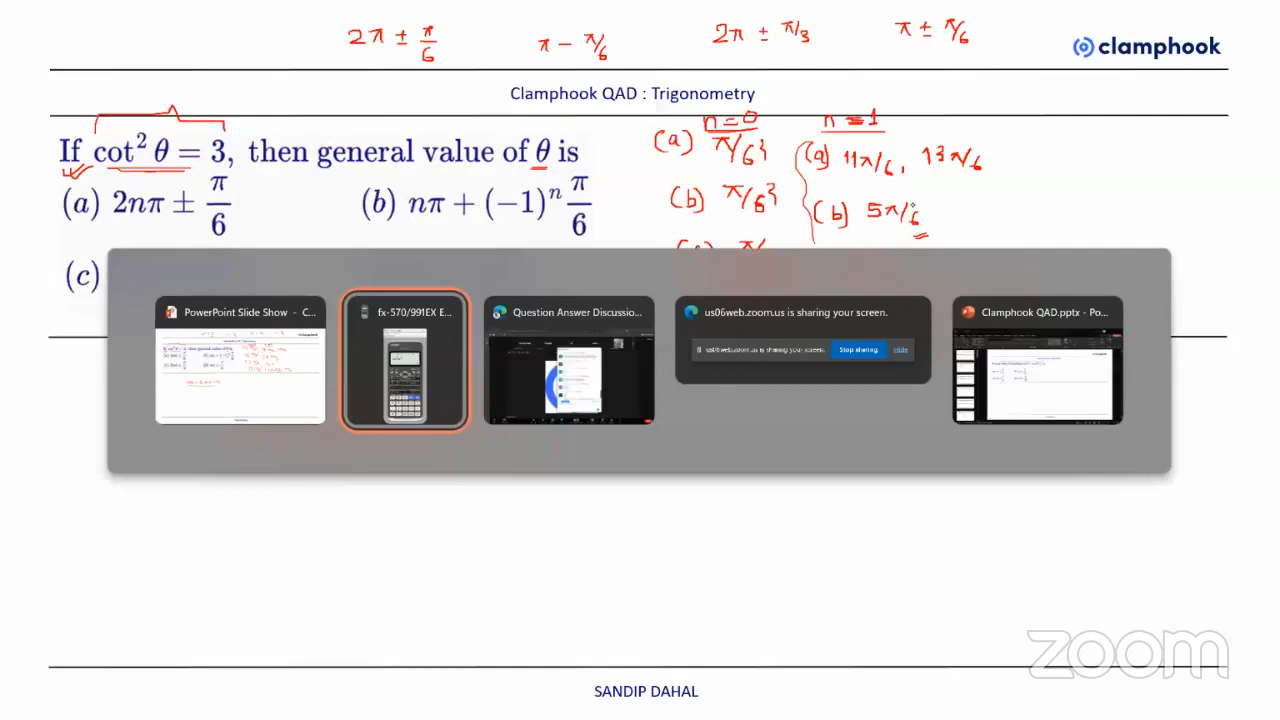 2π ± π/6 π - π/6 2π ± π/3 π ± π/6
clamphook
Clamphook QAD : Trigonometry
If cot² θ = 3, then general value of θ is
(a) 2nπ ± π/6 (b) nπ + (−1)ⁿ π/6
(c)
n=0 n=1
(a) π/6 (a) 11π/6, 13π/6
(b) π/6 (b) 5π/6
PowerPoint Slide Show - C...
fx-570/991EX E...
Question Answer Discussio...
us06web.zoom.us is sharing your screen.
us06web.zoom.us is sharing your screen. Stop sharing Hide
Clamphook QAD.pptx - Po...
zoom
SANDIP DAHAL